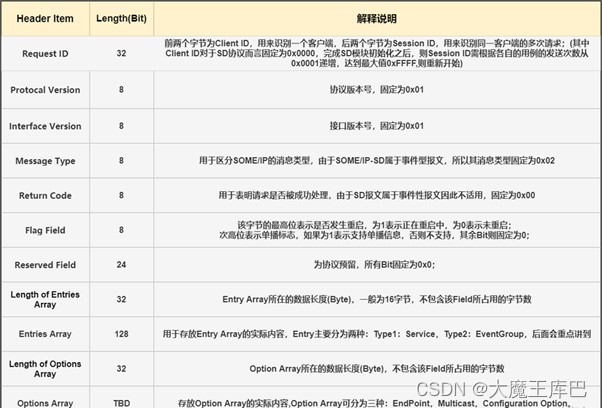 Header Item Length(Bit) 解释说明
Request ID 32 前两个字节为Client ID，用来识别一个客户端，后两个字节为Session ID，用来识别同一客户端的多次请求；(其中
Client ID对于SD协议而言固定为0x0000，完成SD模块初始化之后，则Session ID需根据各自的用例的发送次数从
0x0001递增，达到最大值0xFFFF,则重新开始)
Protocal Version 8 协议版本号，固定为0x01
Interface Version 8 接口版本号，固定为0x01
Message Type 8 用于区分SOME/IP的消息类型，由于SOME/IP-SD属于事件型报文，所以其消息类型固定为0x02
Return Code 8 用于表明请求是否被成功处理，由于SD报文属于事件性报文因此不适用，固定为0x00
Flag Field 8 该字节的最高位表示是否发生重启，为1表示正在重启中，为0表示未重启；
次高位表示单播标志，如果为1表示支持单播信息，否则不支持，其余Bit则固定为0；
Reserved Field 24 为协议预留，所有Bit固定为0x0；
Length of Entries
Array 32 Entry Array所在的数据长度(Byte)，一般为16字节，不包含该Field所占用的字节数
Entries Array 128 用于存放Entry Array的实际内容，Entry主要分为两种：Type1：Service，Type2：EventGroup，后面会重点讲到
Length of Options
Array 32 Option Array所在的数据长度(Byte)，不包含该Field所占用的字节数
Options Array TBD 存放Option Array的实际内容,Option Array可分为三种：EndPoint，Multicast，Configuration Option、
CSDN @大魔王库巴